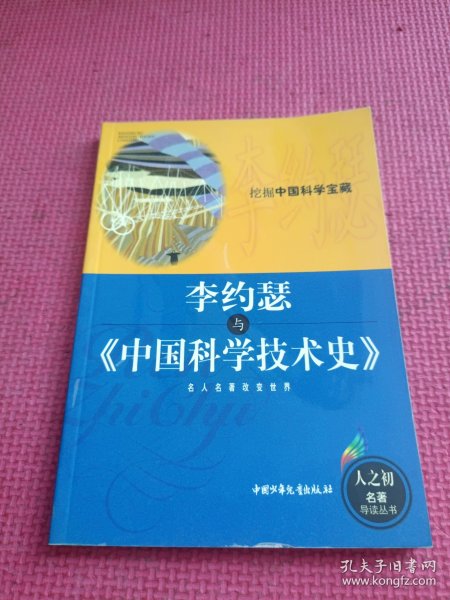 李约瑟
挖掘中国科学宝藏
李约瑟
与
《中国科学技术史》
名人名著改变世界
中国少年儿童出版社
人之初
名著
导读丛书
孔夫子旧书网
www.kongfz.com